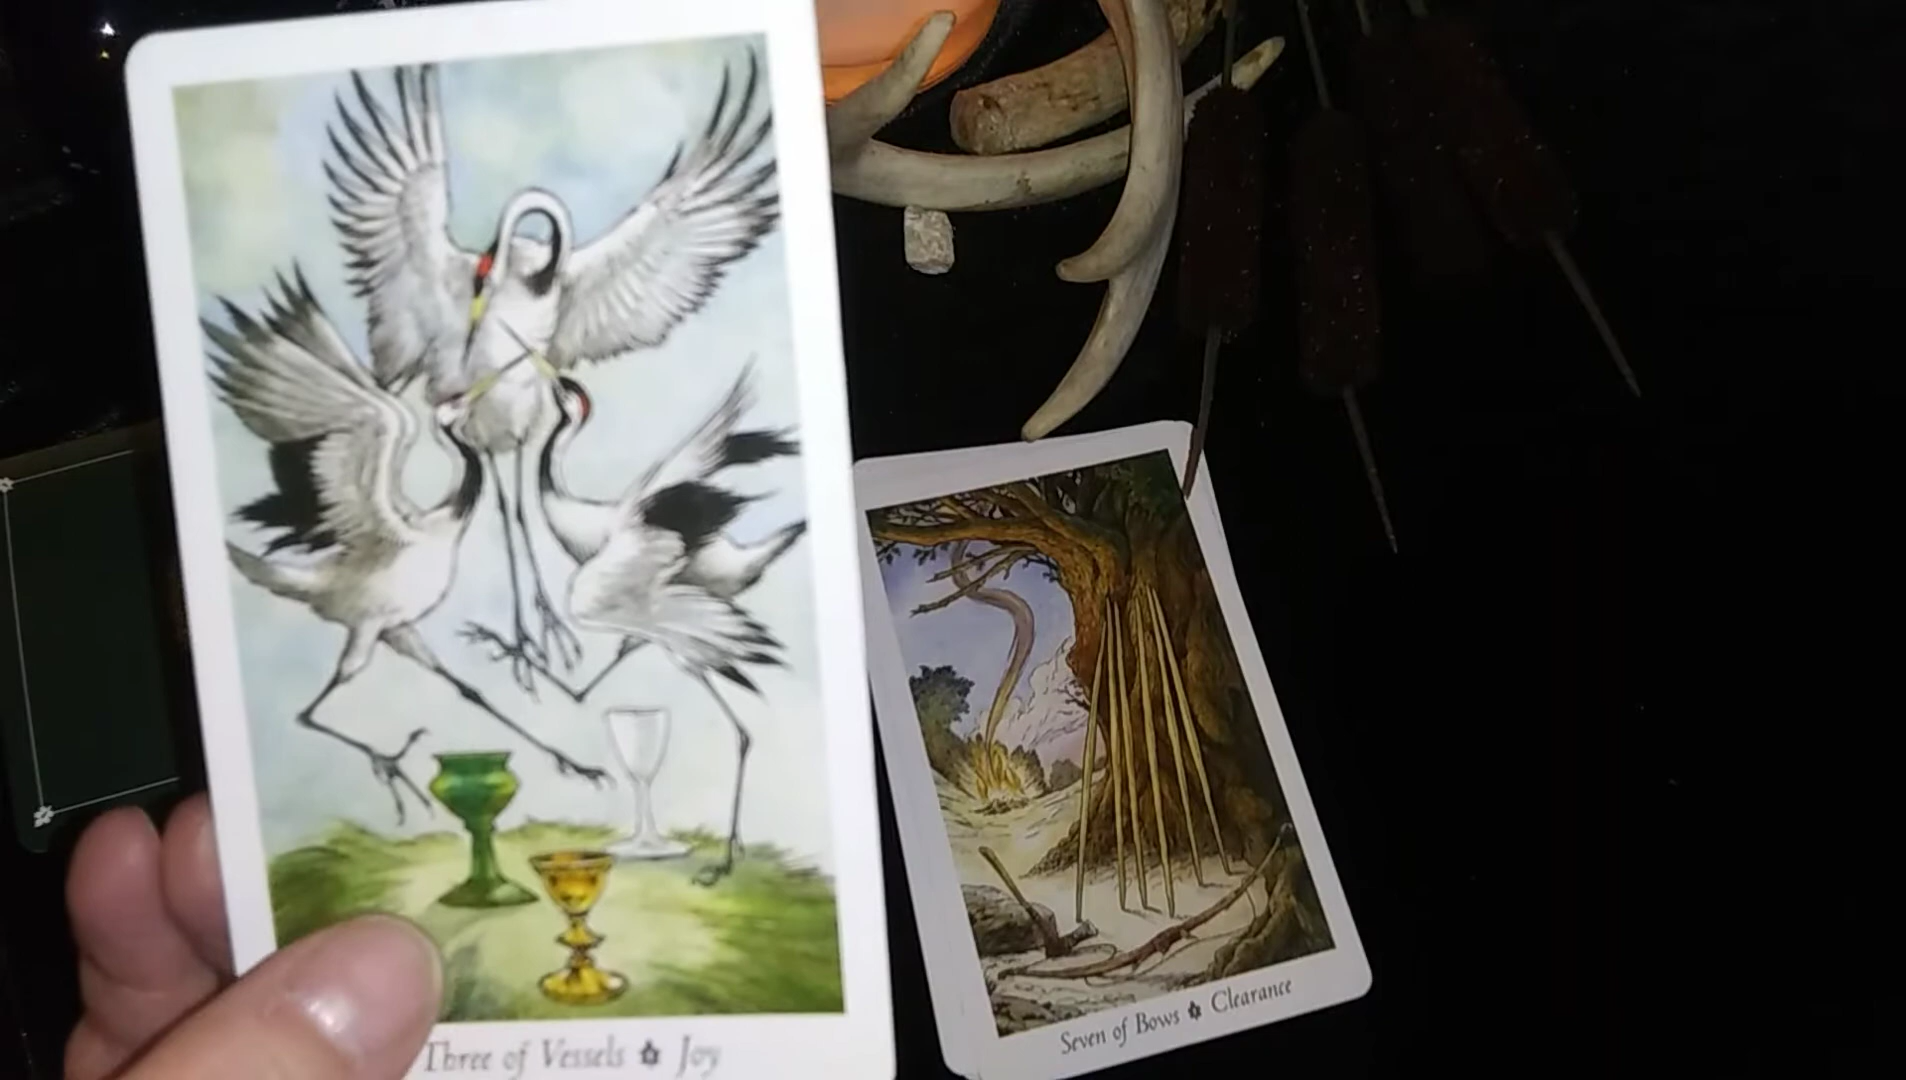 Three of Vessels ✿ Joy
Seven of Bows ✿ Clearance